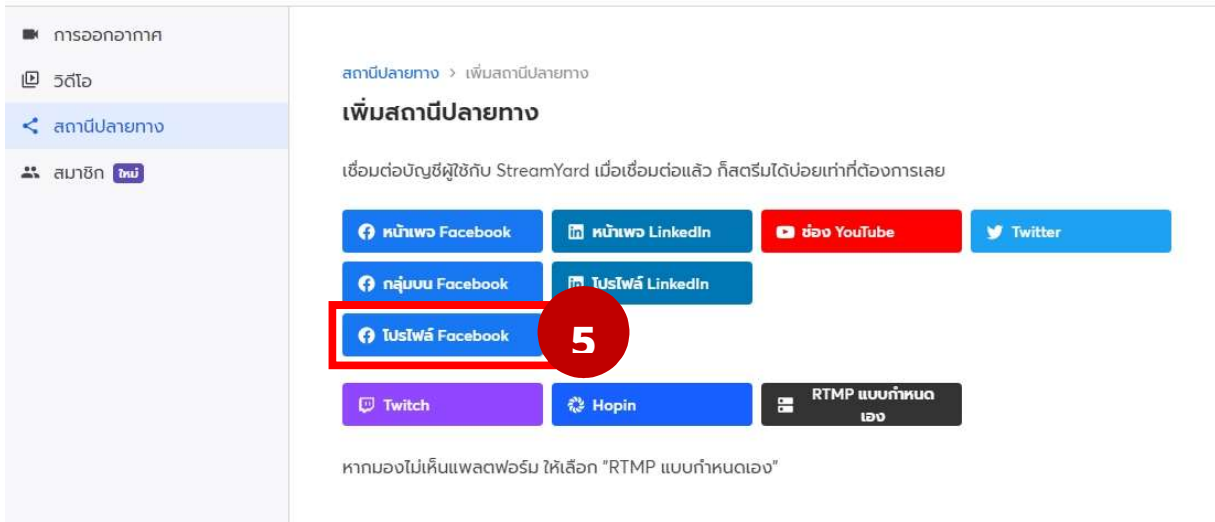 การออกอากาศ
วิดีโอ
สถานีปลายทาง
สมาชิก ใหม่
สถานีปลายทาง > เพิ่มสถานีปลายทาง
เพิ่มสถานีปลายทาง
เชื่อมต่อบัญชีผู้ใช้กับ StreamYard เมื่อเชื่อมต่อแล้ว ก็สตรีมได้บ่อยเท่าที่ต้องการเลย
หน้าเพจ Facebook หน้าเพจ LinkedIn ช่อง YouTube Twitter
กลุ่มบน Facebook โปรไฟล์ LinkedIn
โปรไฟล์ Facebook 5
Twitch Hopin RTMP แบบกำหนด
เอง
หากมองไม่เห็นแพลตฟอร์ม ให้เลือก "RTMP แบบกำหนดเอง"